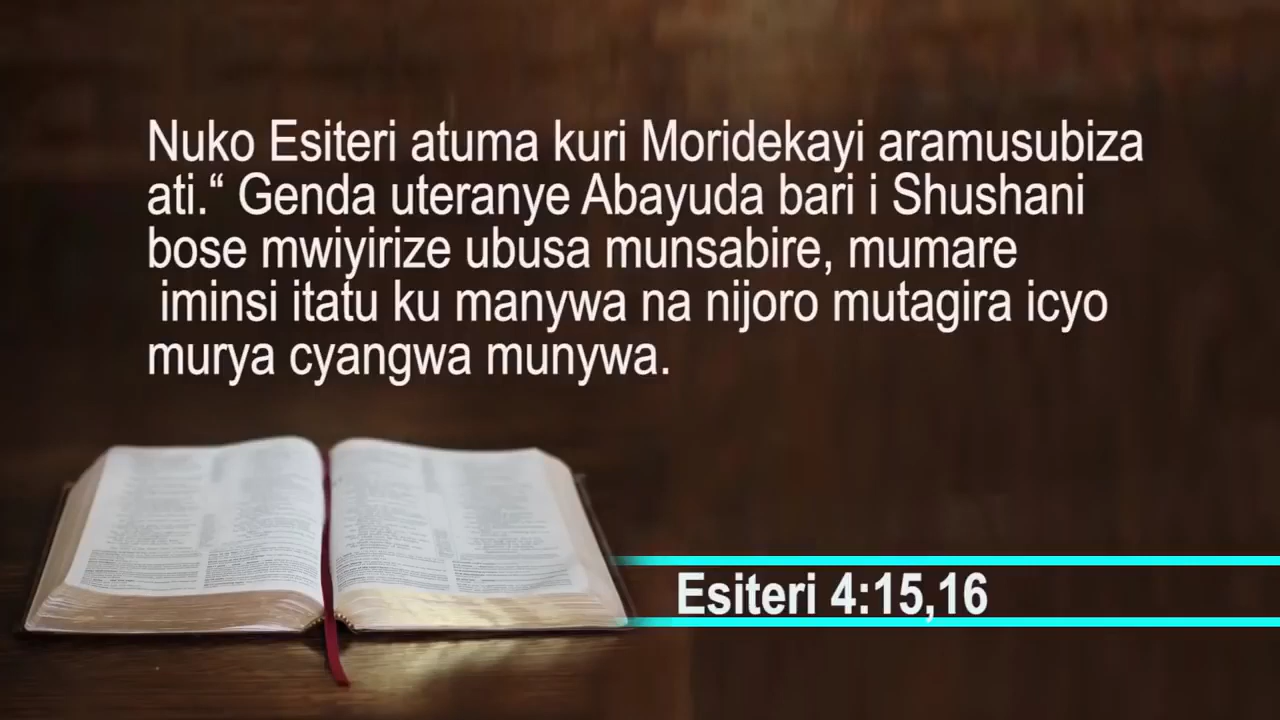 Nuko Esiteri atuma kuri Moridekayi aramusubiza
ati.“ Genda uteranye Abayuda bari i Shushani
bose mwiyirize ubusa munsabire, mumare
iminsi itatu ku manywa na nijoro mutagira icyo
murya cyangwa munywa.
Esiteri 4:15,16